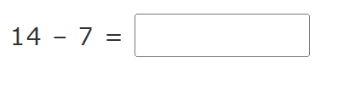 14 – 7 =